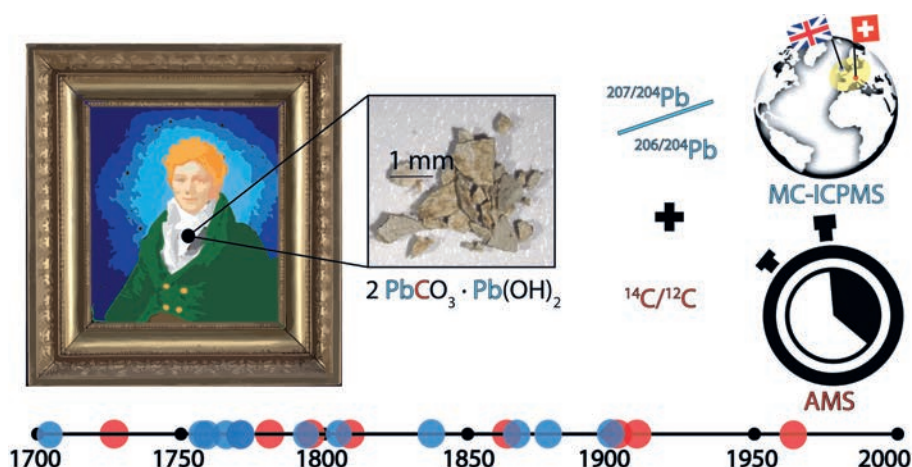 1 mm
2 PbCO₃ · Pb(OH)₂
²⁰⁷/²⁰⁴Pb
²⁰⁶/²⁰⁴Pb
MC-ICPMS
¹⁴C/¹²C
AMS
1700 1750 1800 1850 1900 1950 2000